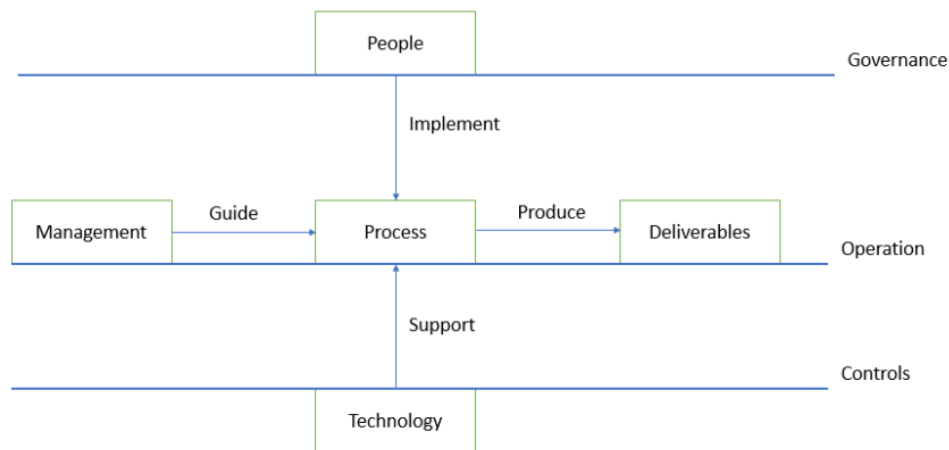 People
Governance
Implement
Guide
Produce
Management
Process
Deliverables
Operation
Support
Controls
Technology